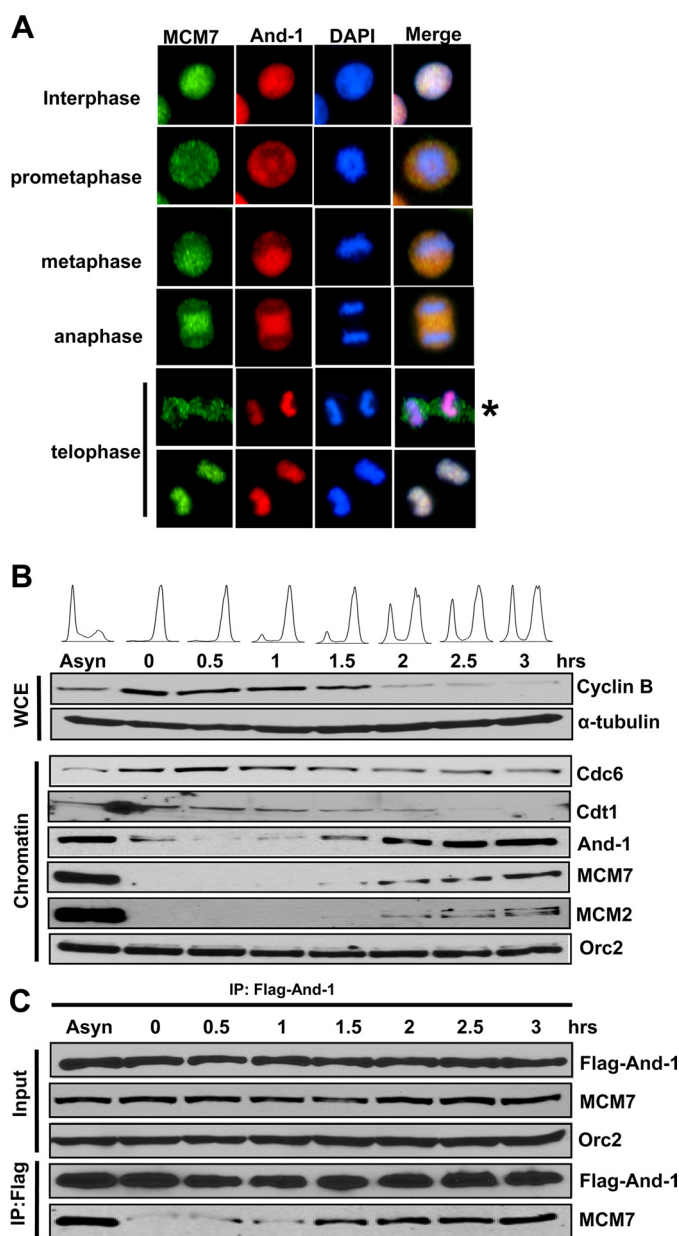 A
MCM7 And-1 DAPI Merge
Interphase
prometaphase
metaphase
anaphase
*
telophase
B
Asyn 0 0.5 1 1.5 2 2.5 3 hrs
WCE
Cyclin B
α-tubulin
Chromatin
Cdc6
Cdt1
And-1
MCM7
MCM2
Orc2
C
IP: Flag-And-1
Asyn 0 0.5 1 1.5 2 2.5 3 hrs
Input
Flag-And-1
MCM7
Orc2
IP:Flag
Flag-And-1
MCM7